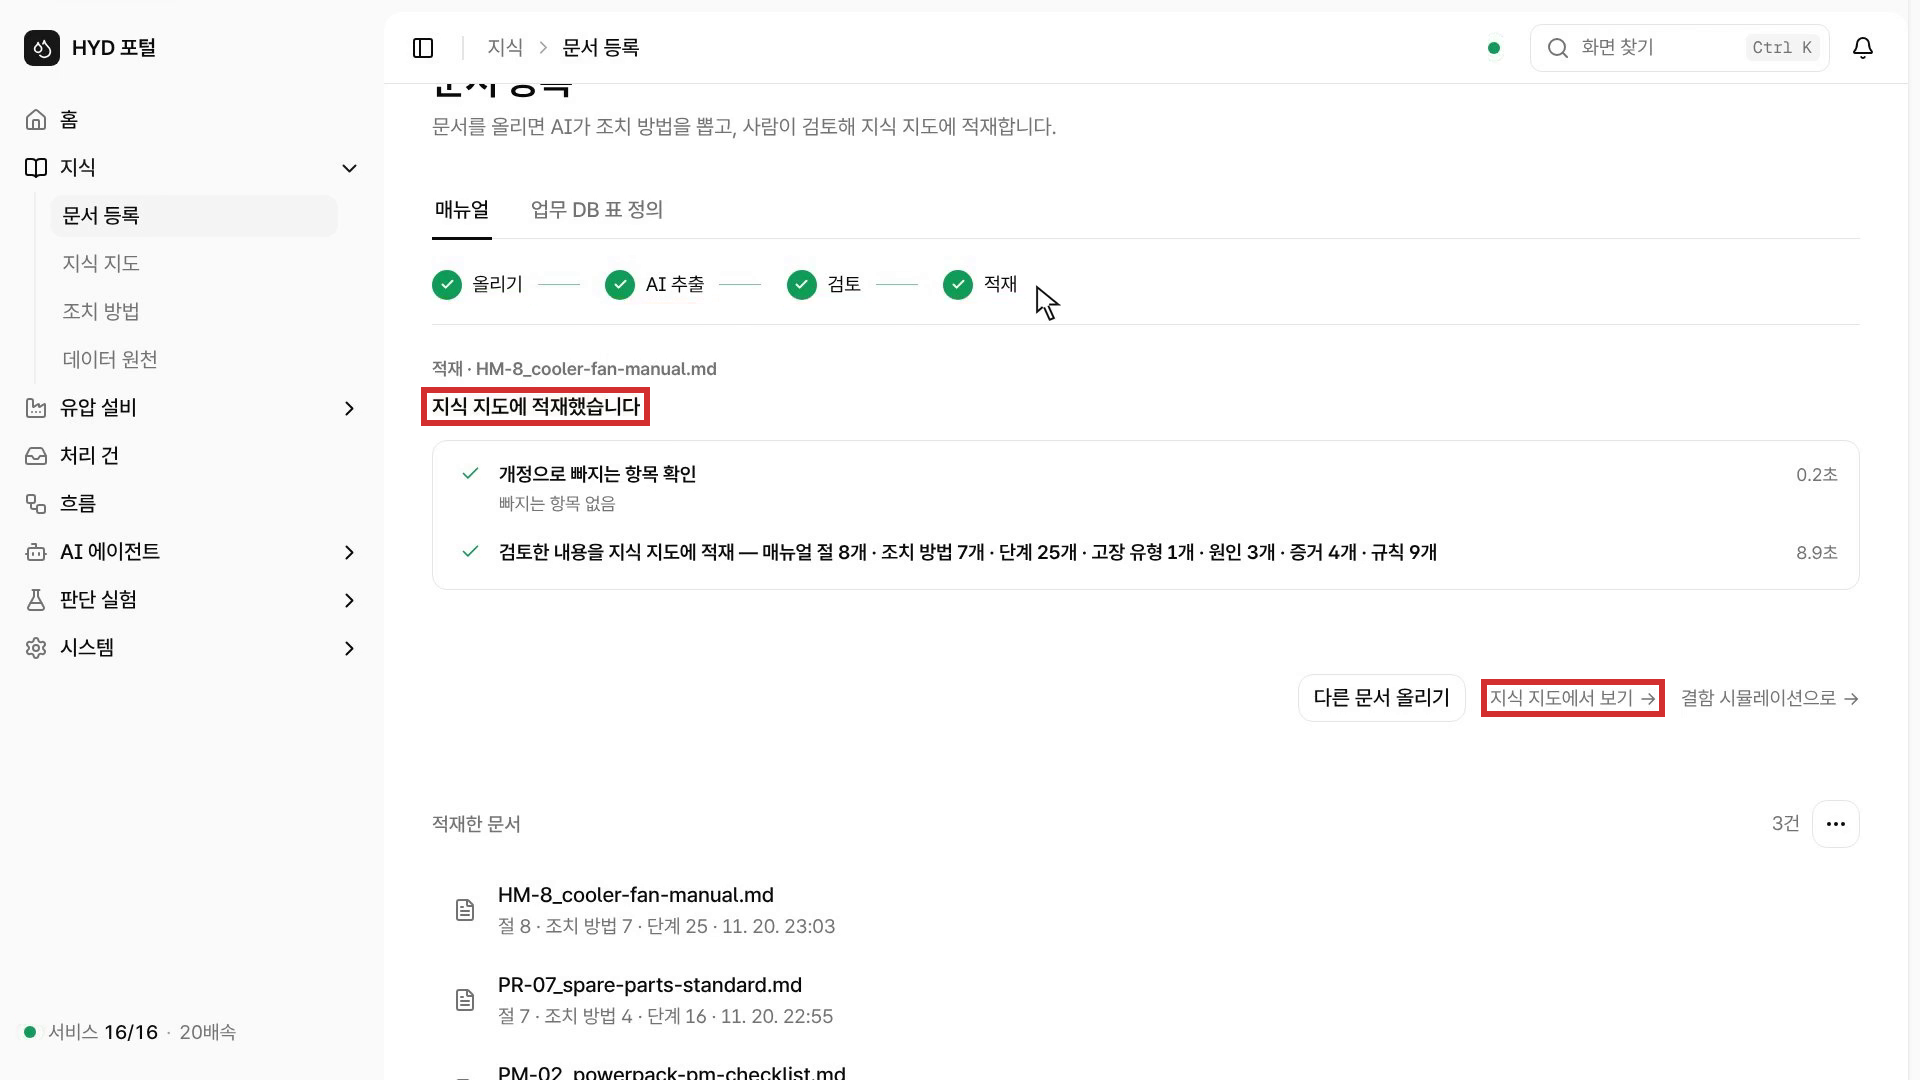 HYD 포털
홈
지식
문서 등록
지식 지도
조치 방법
데이터 원천
유압 설비
처리 건
흐름
AI 에이전트
판단 실험
시스템
서비스 16/16 · 20배속
지식 > 문서 등록
화면 찾기 Ctrl K
문서 등록
문서를 올리면 AI가 조치 방법을 뽑고, 사람이 검토해 지식 지도에 적재합니다.
매뉴얼 업무 DB 표 정의
올리기 AI 추출 검토 적재
적재 · HM-8_cooler-fan-manual.md
지식 지도에 적재했습니다
개정으로 빠지는 항목 확인 0.2초
빠지는 항목 없음
검토한 내용을 지식 지도에 적재 — 매뉴얼 절 8개 · 조치 방법 7개 · 단계 25개 · 고장 유형 1개 · 원인 3개 · 증거 4개 · 규칙 9개 8.9초
다른 문서 올리기 지식 지도에서 보기 → 결함 시뮬레이션으로 →
적재한 문서 3건
HM-8_cooler-fan-manual.md
절 8 · 조치 방법 7 · 단계 25 · 11. 20. 23:03
PR-07_spare-parts-standard.md
절 7 · 조치 방법 4 · 단계 16 · 11. 20. 22:55
PM-02_powerpack-pm-checklist.md